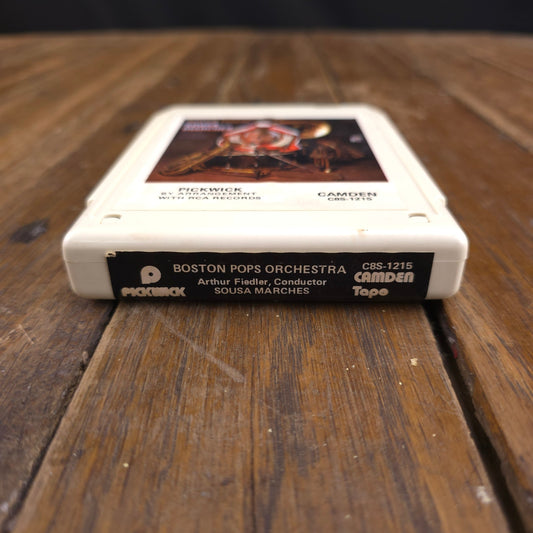 PICKWICK
BY ARRANGEMENT
WITH RCA RECORDS
CAMDEN
C8S-1215
PICKWICK
BOSTON POPS ORCHESTRA
Arthur Fiedler, Conductor
SOUSA MARCHES
C8S-1215
CAMDEN
Tape